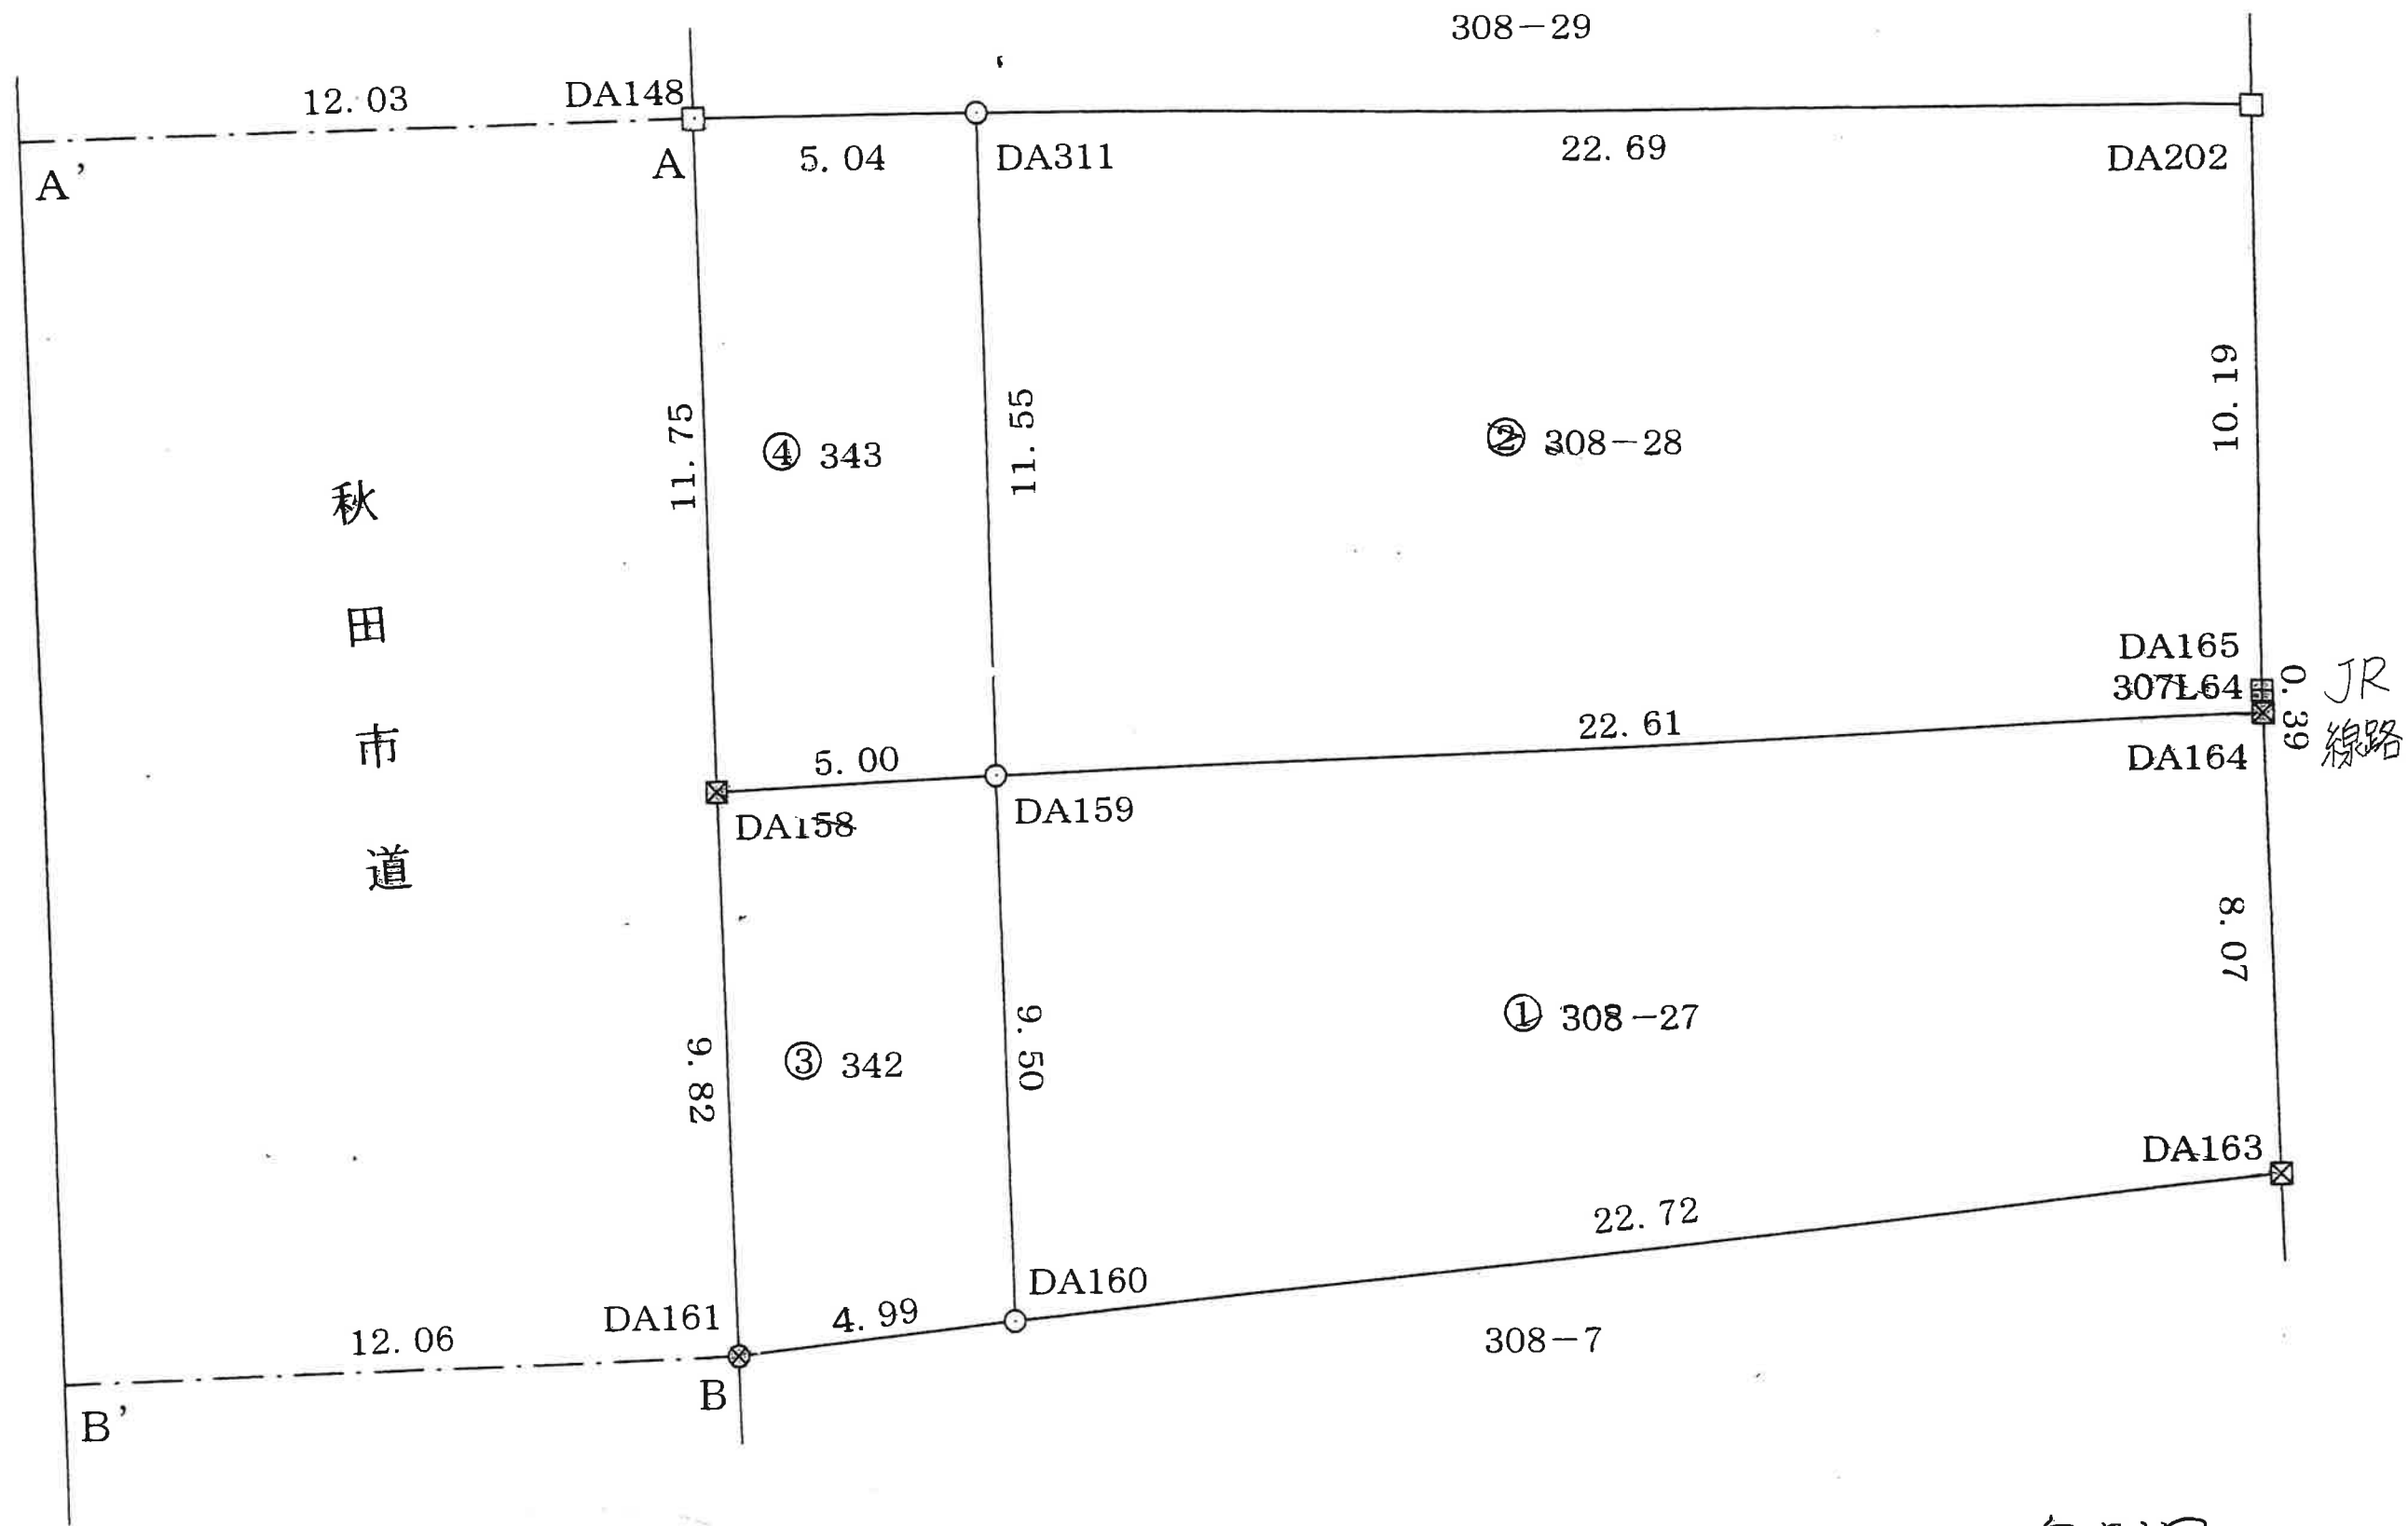 308-29
12.03
DA148
A'
A
5.04
DA311
22.69
DA202
11.75
④ 343
11.55
② 308-28
10.19
秋田市道
DA165
307L64
0.39
JR
線路
5.00
22.61
DA164
DA158
DA159
8.07
9.82
③ 342
9.50
① 308-27
DA163
22.72
DA160
DA161
4.99
12.06
308-7
B
B'